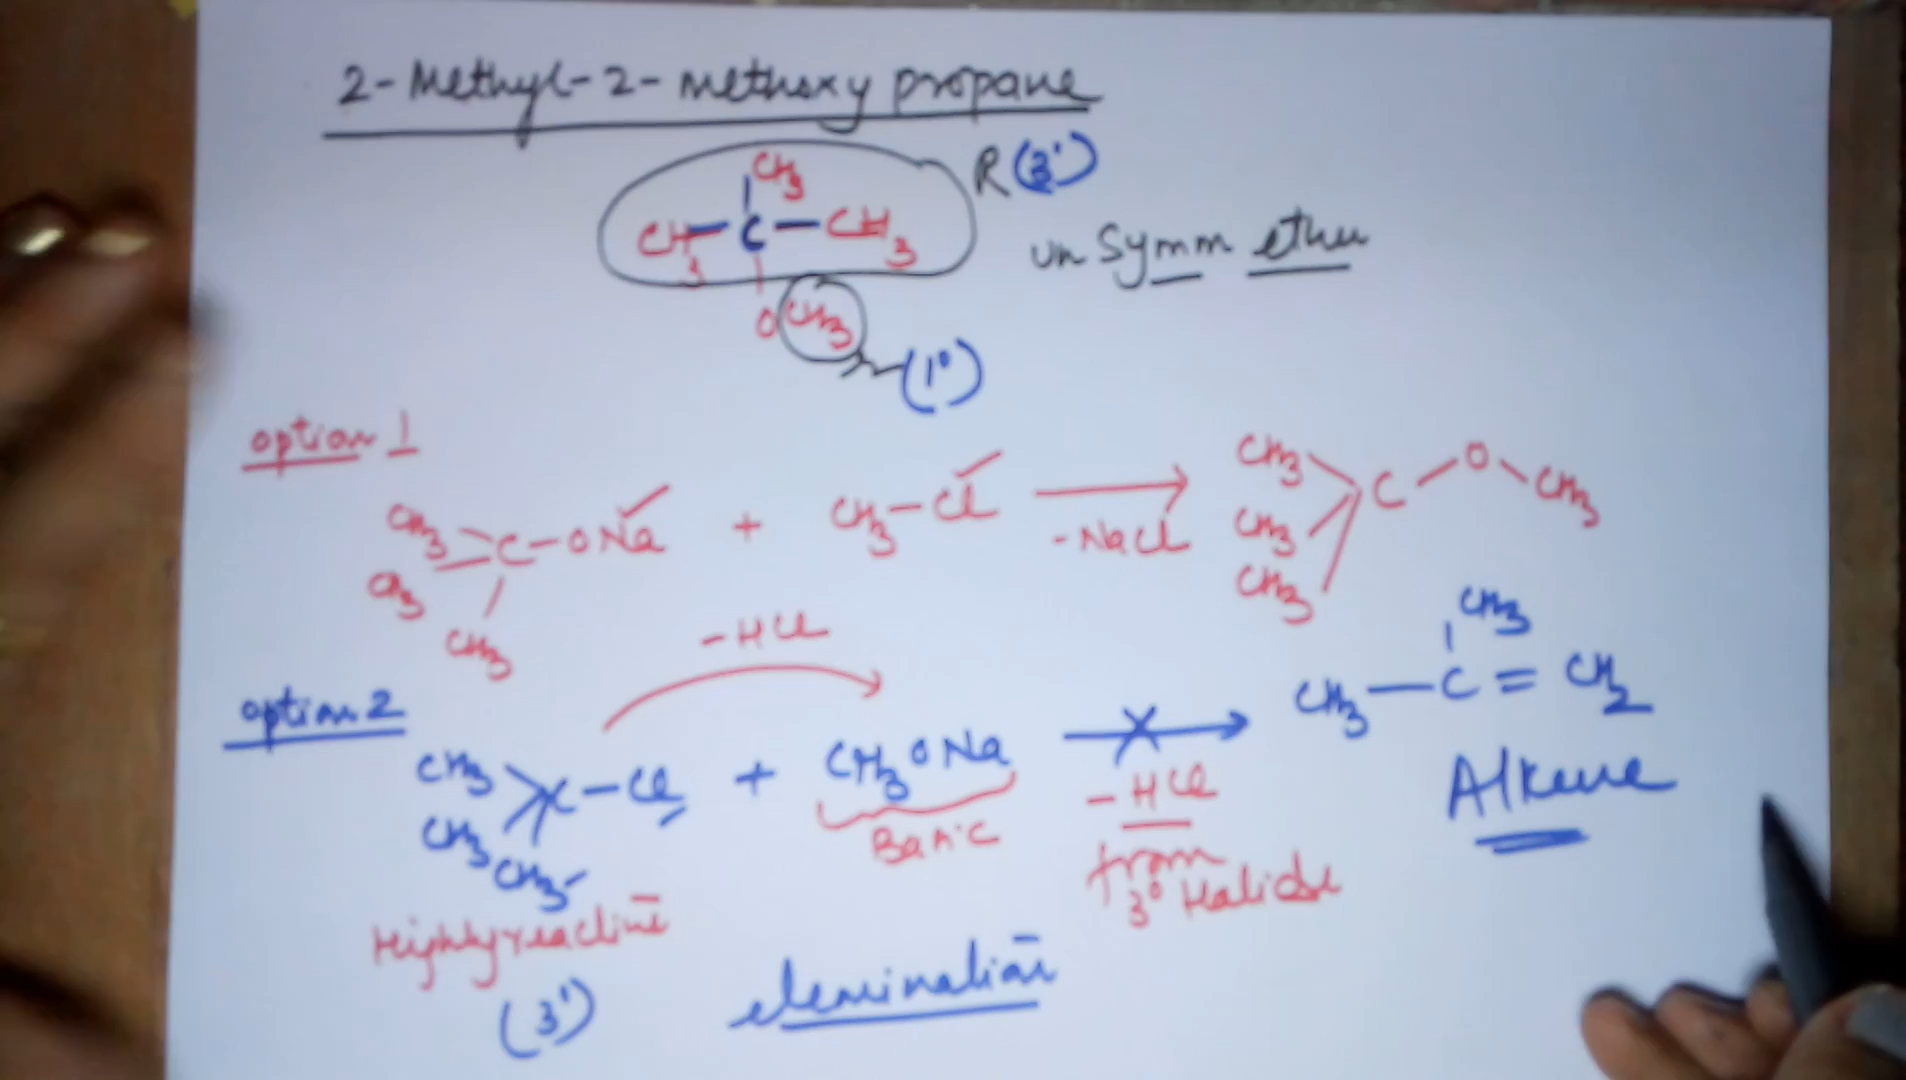 2-Methyl-2-methoxy propane
CH3
R (3°)
CH3-C-CH3
un Symm ether
OCH3
(1°)
option 1
CH3
CH3 C-ONa + CH3-Cl -NaCl
CH3
CH3
CH3 C-O-CH3
CH3
-HCl
option 2
CH3
CH3-C=CH2
CH3
CH3 C-Cl + CH3ONa
CH3
Basic
-HCl
from
3° Halide
Alkene
Highly reactive
(3°)
elemination